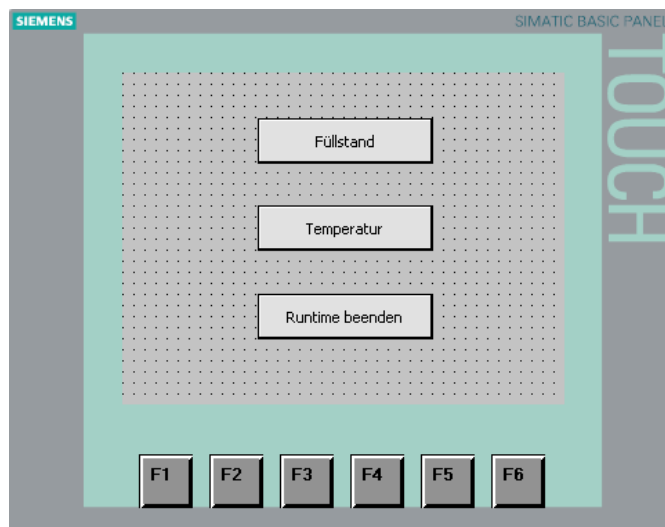 SIEMENS
SIMATIC BASIC PANEL
TOUCH
Füllstand
Temperatur
Runtime beenden
F1 F2 F3 F4 F5 F6